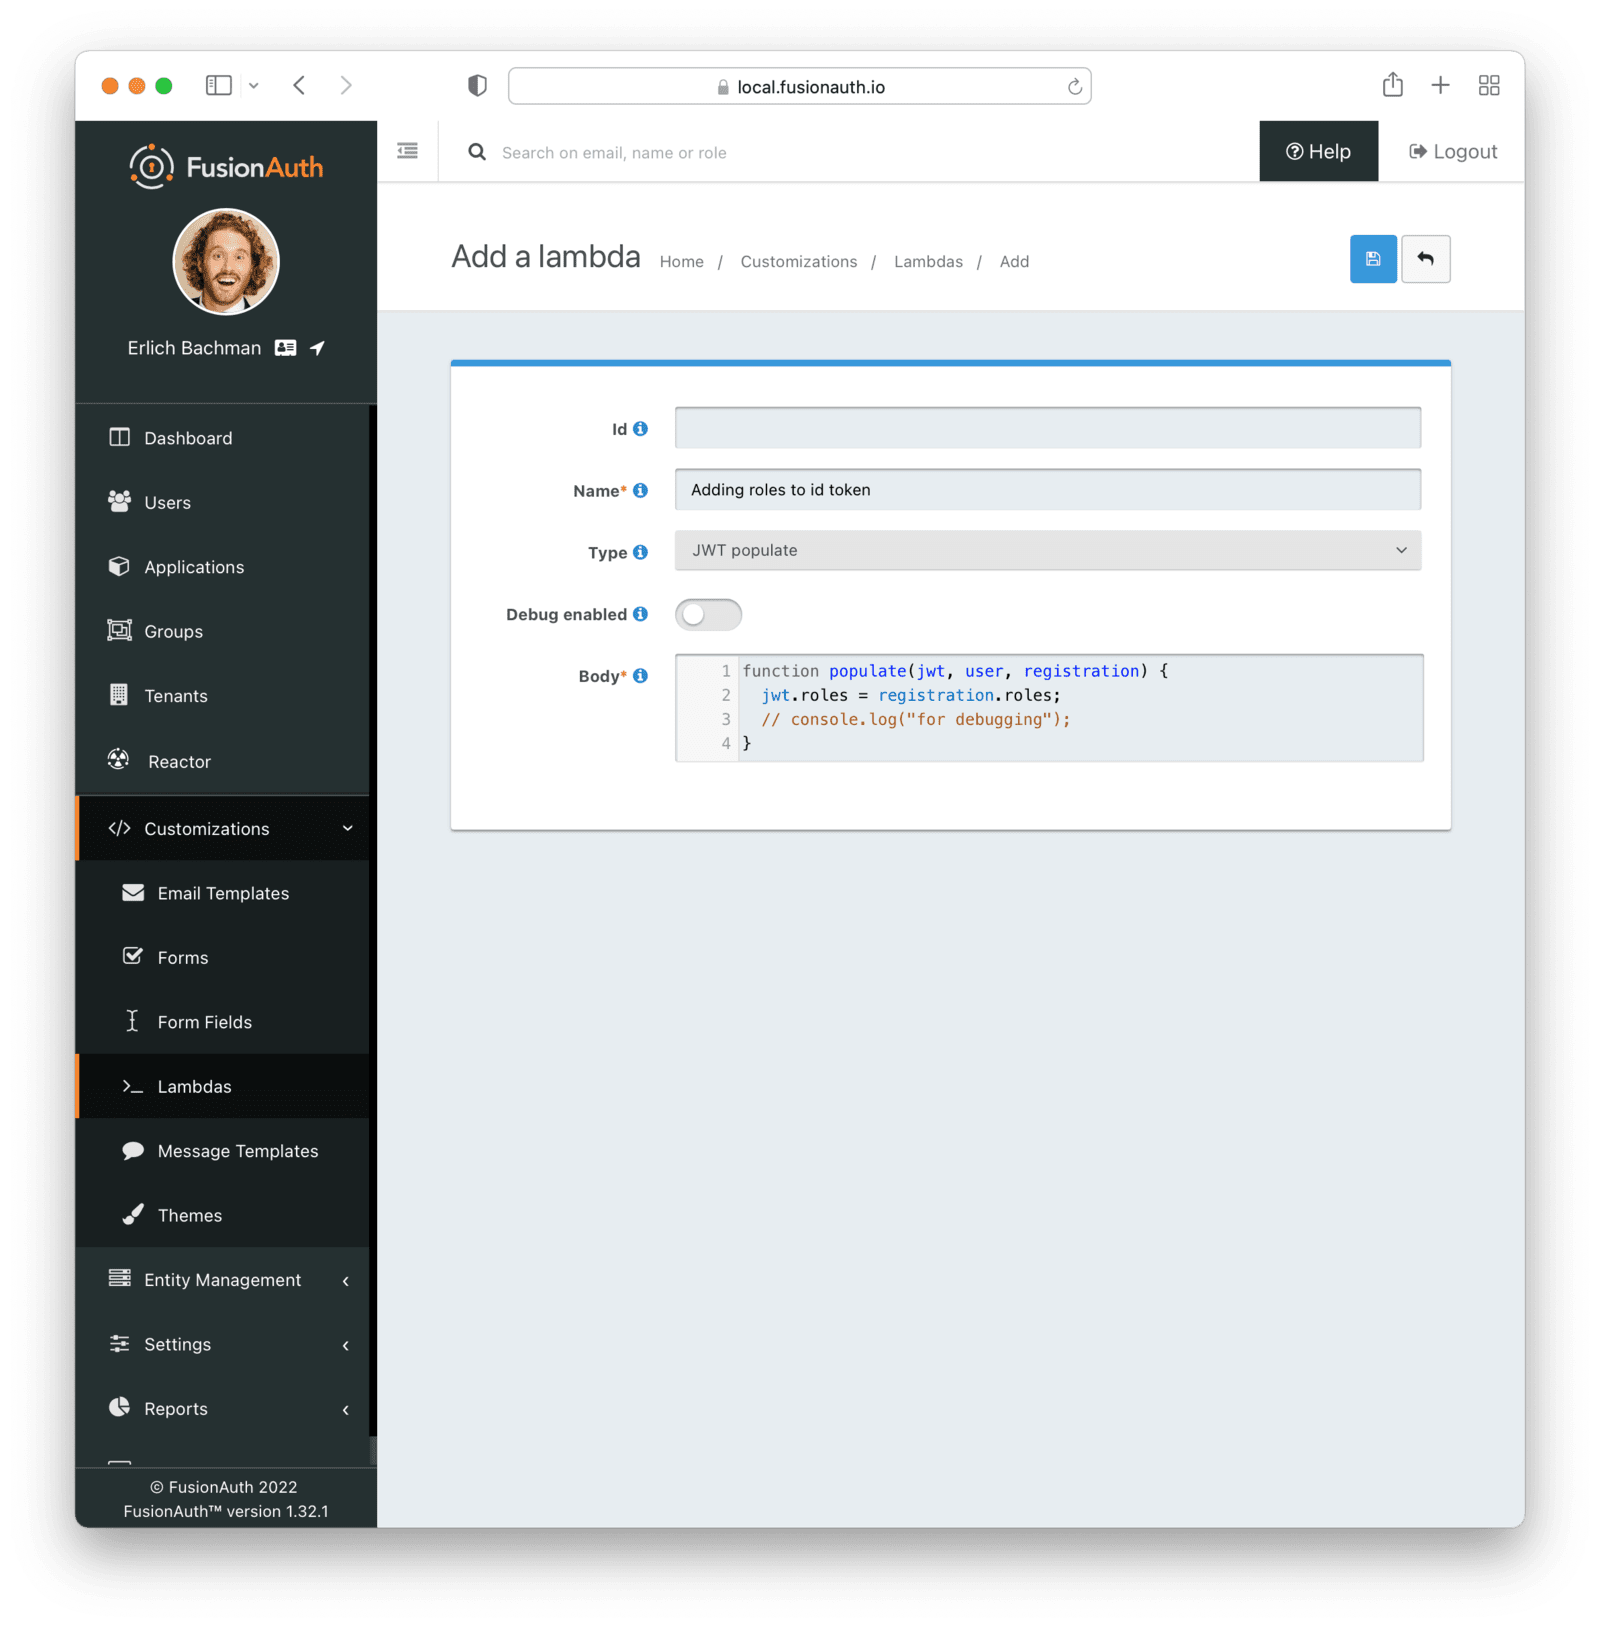 local.fusionauth.io
FusionAuth
Search on email, name or role
Help
Logout
Erlich Bachman
Add a lambda
Home / Customizations / Lambdas / Add
Dashboard
Users
Applications
Groups
Tenants
Reactor
Customizations
Email Templates
Forms
Form Fields
Lambdas
Message Templates
Themes
Entity Management
Settings
Reports
© FusionAuth 2022
FusionAuth™ version 1.32.1
Id
Name* Adding roles to id token
Type JWT populate
Debug enabled
Body*
1 function populate(jwt, user, registration) {
2 jwt.roles = registration.roles;
3 // console.log("for debugging");
4 }